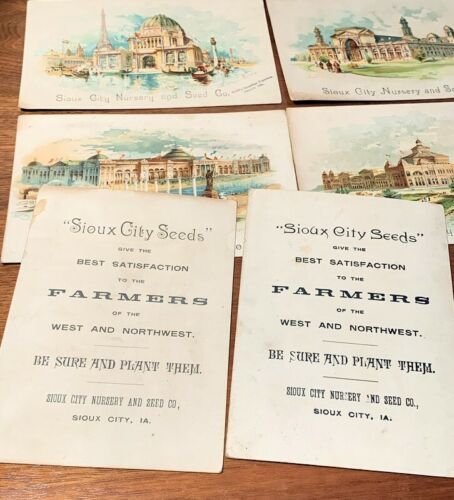 Sioux City Nursery and Seed Co.
Sioux City Nursery and Se
"Sioux City Seeds"
GIVE THE
BEST SATISFACTION
TO THE
FARMERS
OF THE
WEST AND NORTHWEST.
BE SURE AND PLANT THEM.
SIOUX CITY NURSERY AND SEED CO.,
SIOUX CITY, IA.
"Sioux City Seeds"
GIVE THE
BEST SATISFACTION
TO THE
FARMERS
OF THE
WEST AND NORTHWEST.
BE SURE AND PLANT THEM.
SIOUX CITY NURSERY AND SEED CO.,
SIOUX CITY, IA.